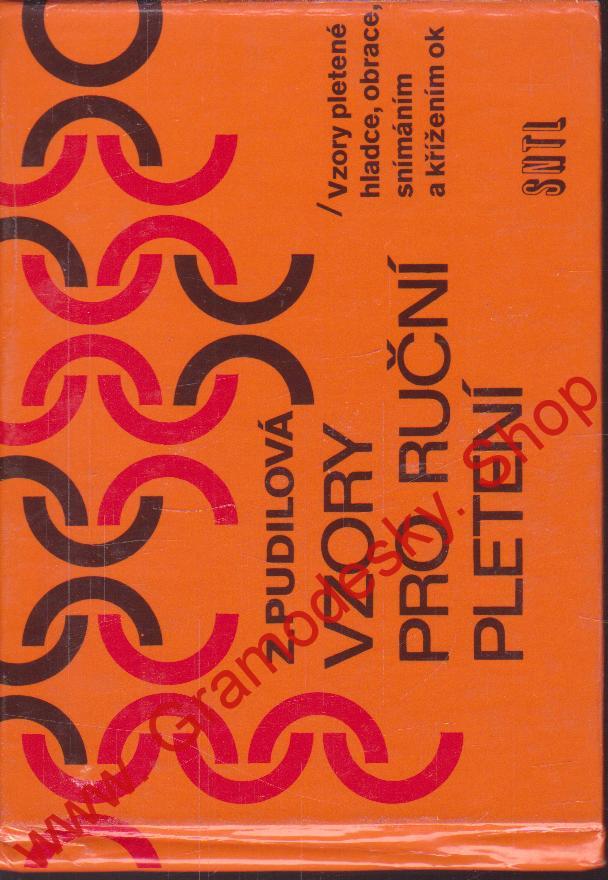 Z. PUDILOVÁ
VZORY
PRO RUČNÍ
PLETENÍ
/Vzory pletené
hladce, obrace,
snímáním
a křížením ok
SNTL
www.Gramodesky.Shop